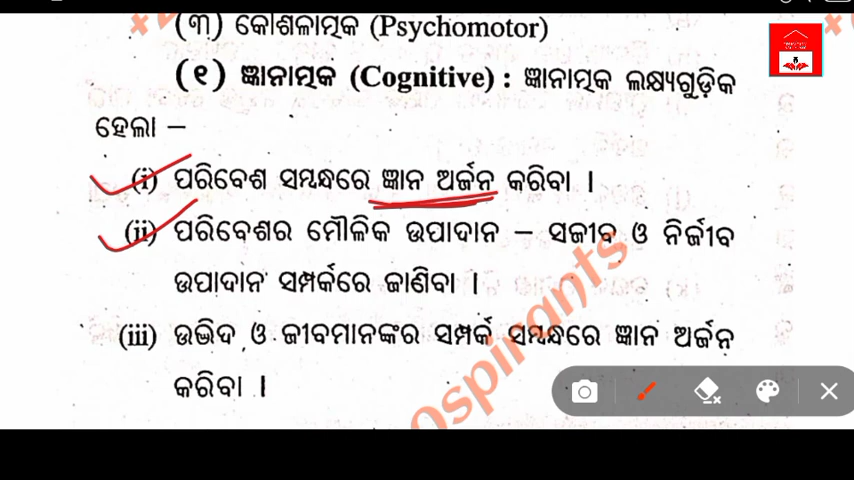 (୩) କୌଶଳାତ୍ମକ (Psychomotor)
(୧) ଜ୍ଞାନାତ୍ମକ (Cognitive) : ଜ୍ଞାନାତ୍ମକ ଲକ୍ଷ୍ୟଗୁଡ଼ିକ
ହେଲା –
(i) ପରିବେଶ ସମ୍ବନ୍ଧରେ ଜ୍ଞାନ ଅର୍ଜନ କରିବା ।
(ii) ପରିବେଶର ମୌଳିକ ଉପାଦାନ – ସଜୀବ ଓ ନିର୍ଜୀବ
ଉପାଦାନ ସମ୍ପର୍କରେ ଜାଣିବା ।
(iii) ଉଦ୍ଭିଦ ଓ ଜୀବମାନଙ୍କର ସମ୍ପର୍କ ସମ୍ବନ୍ଧରେ ଜ୍ଞାନ ଅର୍ଜନ
କରିବା ।
Ospirants